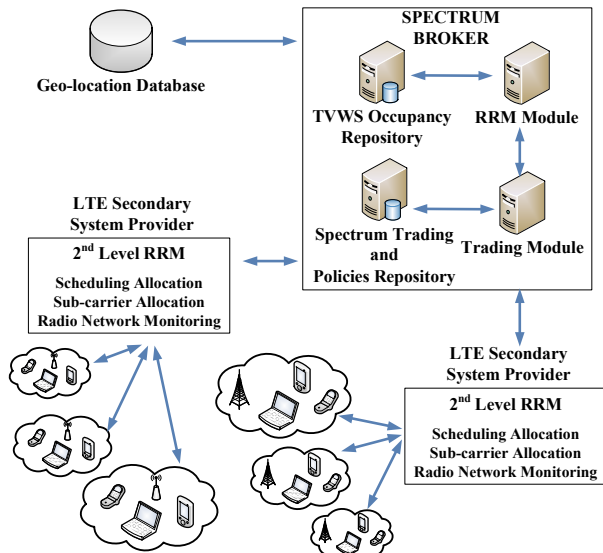 SPECTRUM
BROKER
Geo-location Database
TVWS Occupancy
Repository
RRM Module
Spectrum Trading
and
Policies Repository
Trading Module
LTE Secondary
System Provider
2nd Level RRM
Scheduling Allocation
Sub-carrier Allocation
Radio Network Monitoring
LTE Secondary
System Provider
2nd Level RRM
Scheduling Allocation
Sub-carrier Allocation
Radio Network Monitoring